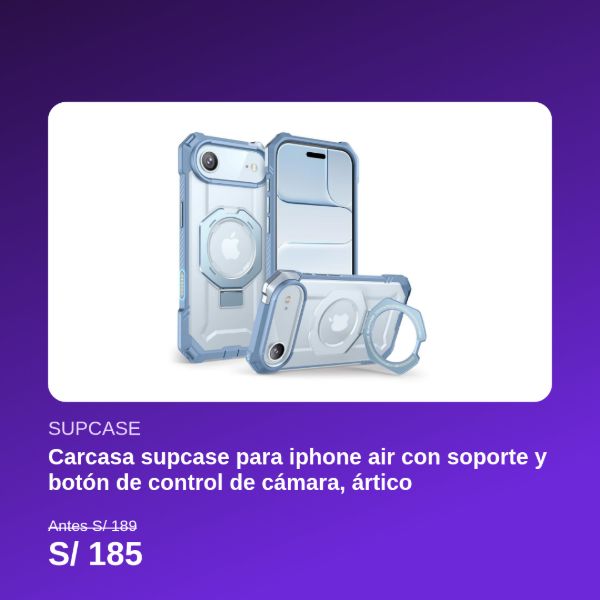 SUPCASE
Carcasa supcase para iphone air con soporte y
botón de control de cámara, ártico
Antes S/ 189
S/ 185